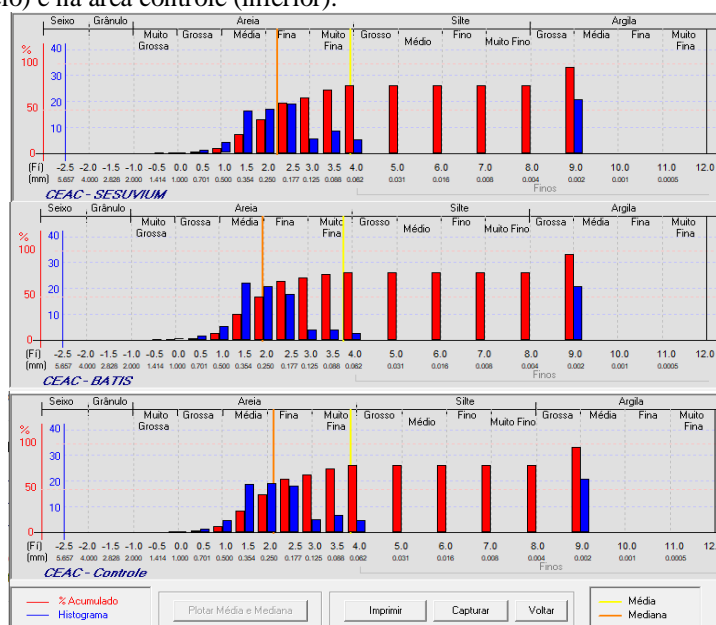 io) e na área controle (inferior).
Seixo Grânulo Areia Silte Argila
Muito Grossa Grossa Média Fina Muito Fina Grosso Médio Fino Muito Fino Grossa Média Fina Muito Fina
%
100
50
0
40
30
20
10
(Fi) -2.5 -2.0 -1.5 -1.0 -0.5 0.0 0.5 1.0 1.5 2.0 2.5 3.0 3.5 4.0 5.0 6.0 7.0 8.0 9.0 10.0 11.0 12.0
(mm) 5.657 4.000 2.828 2.000 1.414 1.000 0.701 0.500 0.354 0.250 0.177 0.125 0.088 0.062 0.031 0.016 0.008 0.004 0.002 0.001 0.0005
Finos
CEAC - SESUVIUM
Seixo Grânulo Areia Silte Argila
Muito Grossa Grossa Média Fina Muito Fina Grosso Médio Fino Muito Fino Grossa Média Fina Muito Fina
%
100
50
0
40
30
20
10
(Fi) -2.5 -2.0 -1.5 -1.0 -0.5 0.0 0.5 1.0 1.5 2.0 2.5 3.0 3.5 4.0 5.0 6.0 7.0 8.0 9.0 10.0 11.0 12.0
(mm) 5.657 4.000 2.828 2.000 1.414 1.000 0.701 0.500 0.354 0.250 0.177 0.125 0.088 0.062 0.031 0.016 0.008 0.004 0.002 0.001 0.0005
Finos
CEAC - BATIS
Seixo Grânulo Areia Silte Argila
Muito Grossa Grossa Média Fina Muito Fina Grosso Médio Fino Muito Fino Grossa Média Fina Muito Fina
%
100
50
0
40
30
20
10
(Fi) -2.5 -2.0 -1.5 -1.0 -0.5 0.0 0.5 1.0 1.5 2.0 2.5 3.0 3.5 4.0 5.0 6.0 7.0 8.0 9.0 10.0 11.0 12.
(mm) 5.657 4.000 2.828 2.000 1.414 1.000 0.701 0.500 0.354 0.250 0.177 0.125 0.088 0.062 0.031 0.016 0.008 0.004 0.002 0.001 0.0005
Finos
CEAC - Controle
% Acumulado
Histograma
Plotar Média e Mediana
Imprimir Capturar Voltar
Média
Mediana